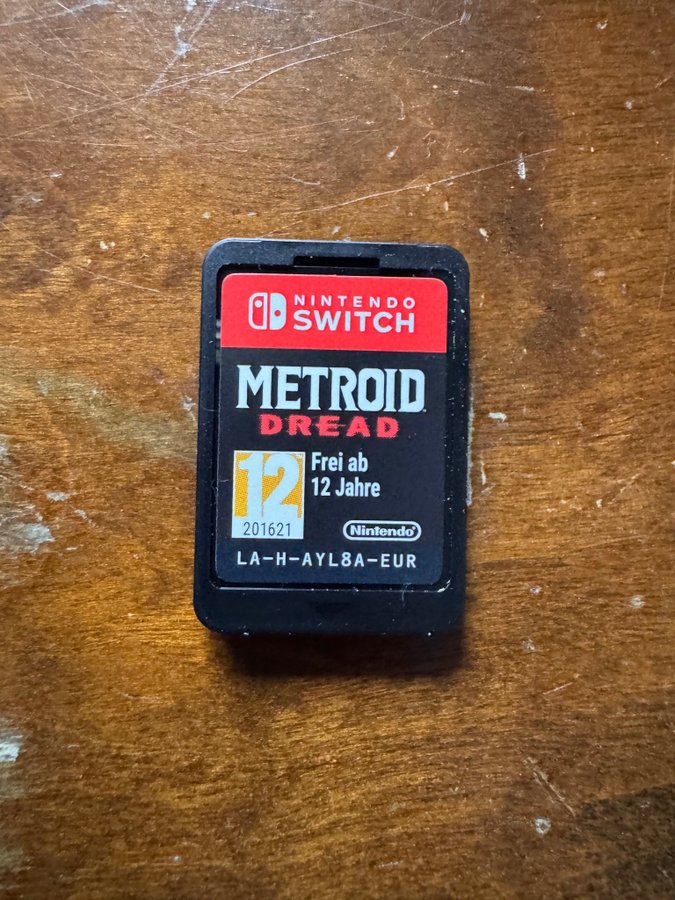 NINTENDO
SWITCH
METROID
DREAD
12
201621
Frei ab
12 Jahre
Nintendo
LA-H-AYL8A-EUR